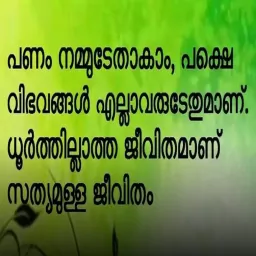 പണം നമ്മുടേതാകാം, പക്ഷെ
വിഭവങ്ങൾ എല്ലാവരുടേതുമാണ്.
ധൂർത്തില്ലാത്ത ജീവിതമാണ്
സത്യമുള്ള ജീവിതം